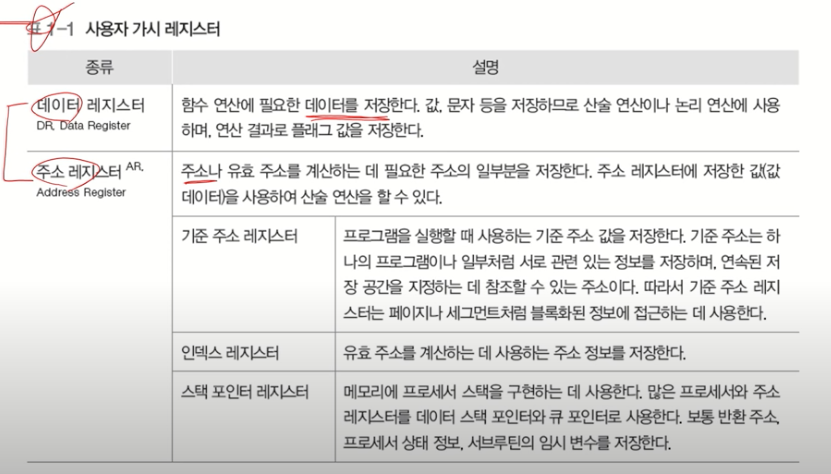 표 1-1 사용자 가시 레지스터
종류 설명
데이터 레지스터
DR, Data Register
함수 연산에 필요한 데이터를 저장한다. 값, 문자 등을 저장하므로 산술 연산이나 논리 연산에 사용
하며, 연산 결과로 플래그 값을 저장한다.
주소 레지스터 AR,
Address Register
주소나 유효 주소를 계산하는 데 필요한 주소의 일부분을 저장한다. 주소 레지스터에 저장한 값(값
데이터)을 사용하여 산술 연산을 할 수 있다.
기준 주소 레지스터
프로그램을 실행할 때 사용하는 기준 주소 값을 저장한다. 기준 주소는 하
나의 프로그램이나 일부처럼 서로 관련 있는 정보를 저장하며, 연속된 저
장 공간을 지정하는 데 참조할 수 있는 주소이다. 따라서 기준 주소 레지
스터는 페이지나 세그먼트처럼 블록화된 정보에 접근하는 데 사용한다.
인덱스 레지스터
유효 주소를 계산하는 데 사용하는 주소 정보를 저장한다.
스택 포인터 레지스터
메모리에 프로세서 스택을 구현하는 데 사용한다. 많은 프로세서와 주소
레지스터를 데이터 스택 포인터와 큐 포인터로 사용한다. 보통 반환 주소,
프로세서 상태 정보, 서브루틴의 임시 변수를 저장한다.